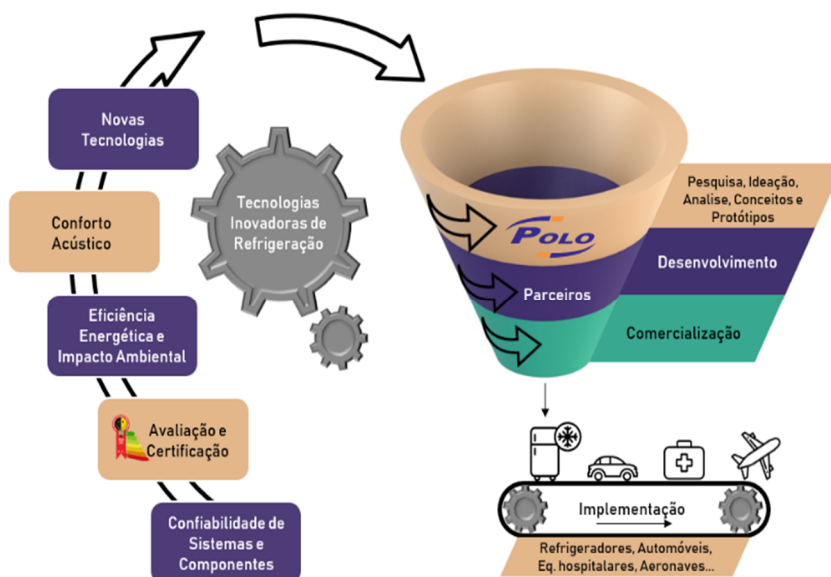 Novas
Tecnologias
Conforto
Acústico
Eficiência
Energética e
Impacto Ambiental
Avaliação e
Certificação
Confiabilidade de
Sistemas e
Componentes
Tecnologias
Inovadoras de
Refrigeração
POLO
Parceiros
Pesquisa, Ideação,
Analise, Conceitos e
Protótipos
Desenvolvimento
Comercialização
Implementação
Refrigeradores, Automóveis,
Eq. hospitalares, Aeronaves...